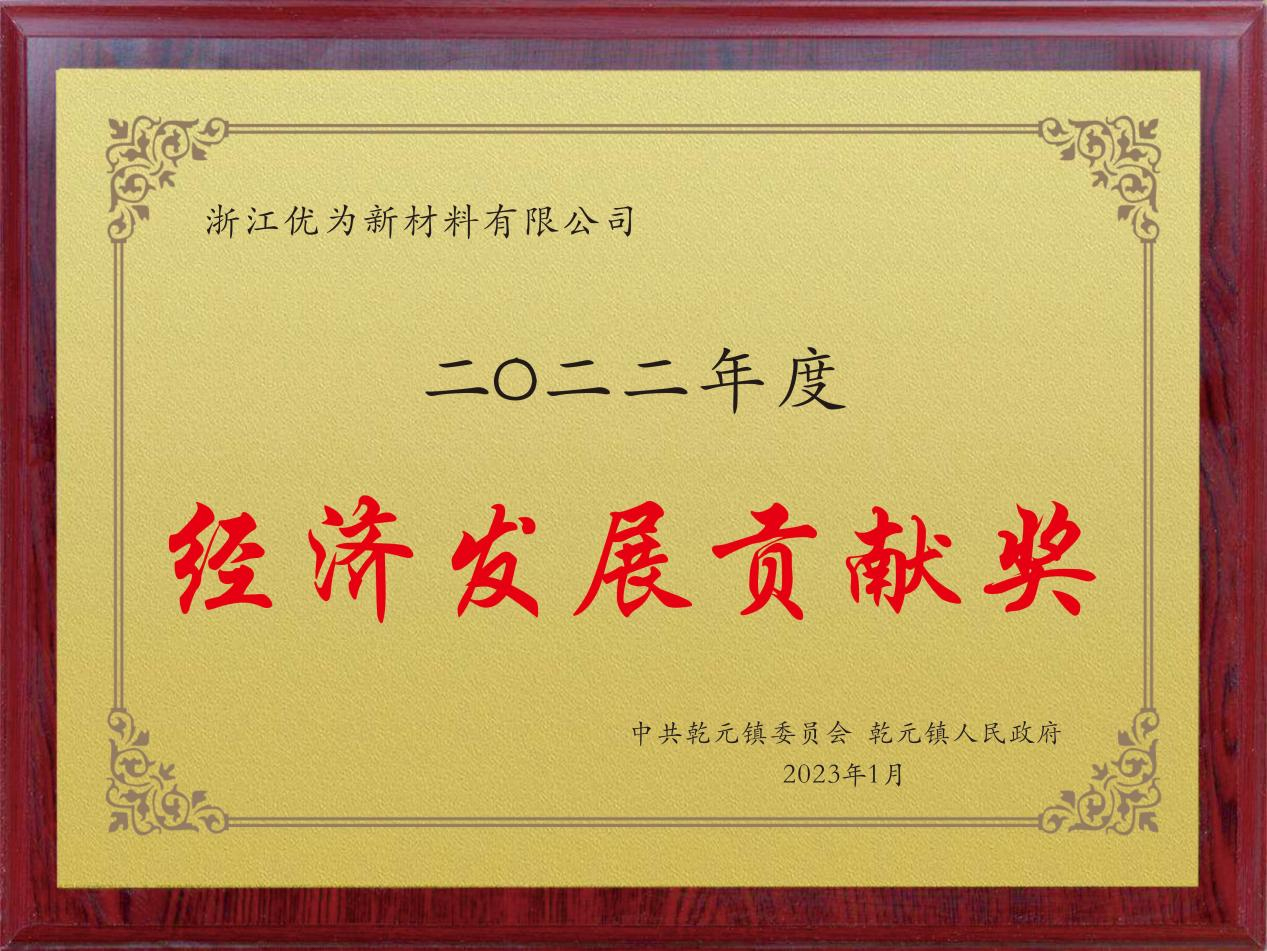 浙江优为新材料有限公司
二〇二二年度
经济发展贡献奖
中共乾元镇委员会 乾元镇人民政府
2023年1月